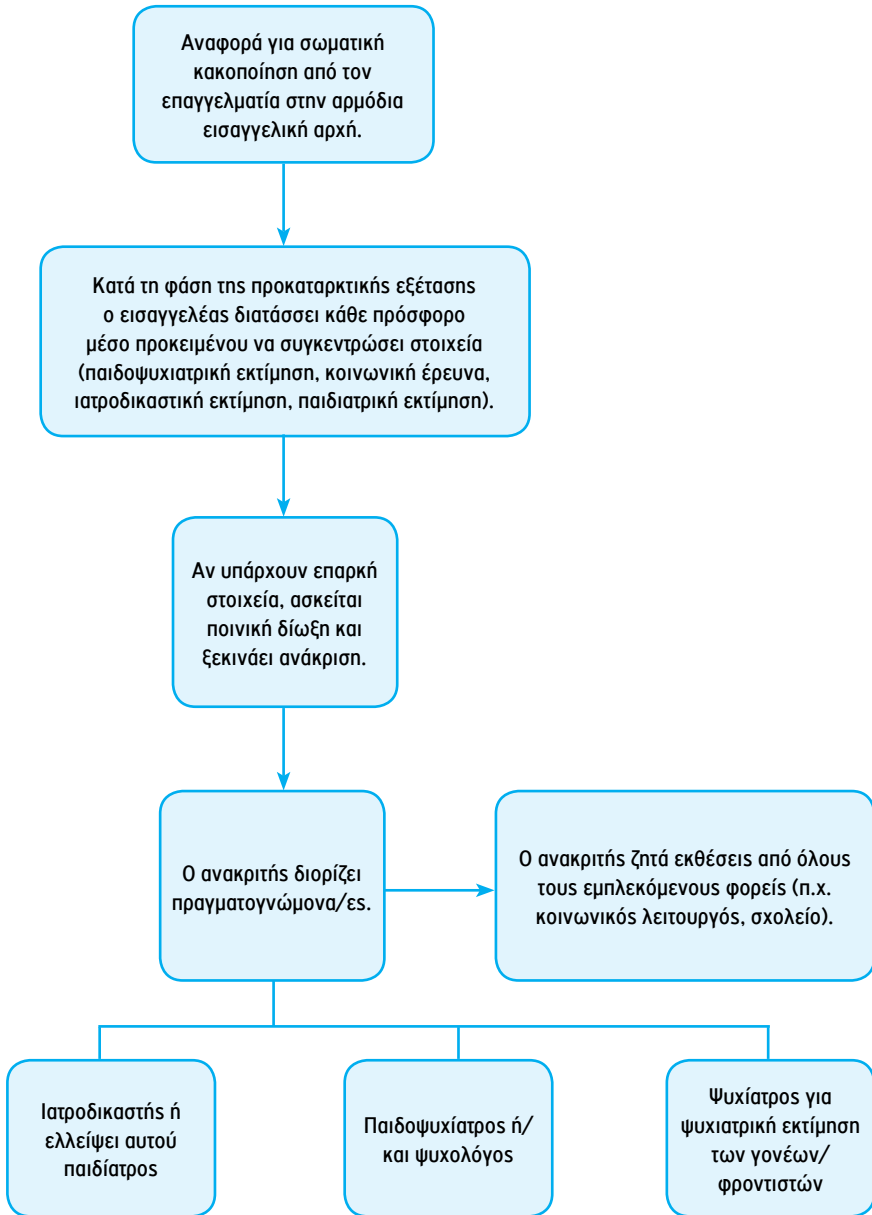 Αναφορά για σωματική
κακοποίηση από τον
επαγγελματία στην αρμόδια
εισαγγελική αρχή.
Κατά τη φάση της προκαταρκτικής εξέτασης
ο εισαγγελέας διατάσσει κάθε πρόσφορο
μέσο προκειμένου να συγκεντρώσει στοιχεία
(παιδοψυχιατρική εκτίμηση, κοινωνική έρευνα,
ιατροδικαστική εκτίμηση, παιδιατρική εκτίμηση).
Αν υπάρχουν επαρκή
στοιχεία, ασκείται
ποινική δίωξη και
ξεκινάει ανάκριση.
Ο ανακριτής διορίζει
πραγματογνώμονα/ες.
Ο ανακριτής ζητά εκθέσεις από όλους
τους εμπλεκόμενους φορείς (π.χ.
κοινωνικός λειτουργός, σχολείο).
Ιατροδικαστής ή
ελλείψει αυτού
παιδίατρος
Παιδοψυχίατρος ή/
και ψυχολόγος
Ψυχίατρος για
ψυχιατρική εκτίμηση
των γονέων/
φροντιστών